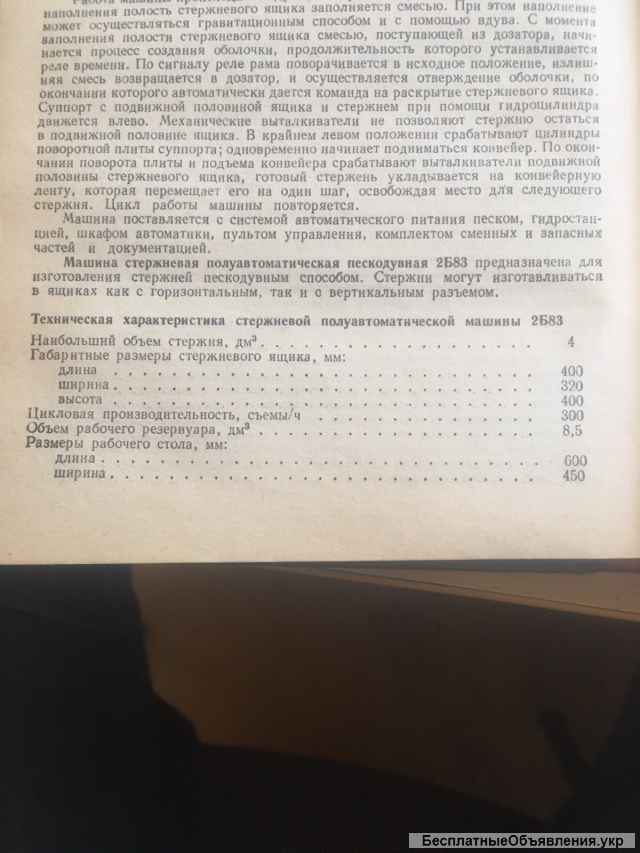 Работа машины
наполнения полость стержневого ящика заполняется смесью. При этом наполнение
может осуществляться гравитационным способом и с помощью вдува. С момента
заполнения полости стержневого ящика смесью, поступающей из дозатора, начи-
нается процесс создания оболочки, продолжительность которого устанавливается
реле времени. По сигналу реле рама поворачивается в исходное положение, излиш-
няя смесь возвращается в дозатор, и осуществляется отверждение оболочки, по
окончании которого автоматически дается команда на раскрытие стержневого ящика.
Суппорт с подвижной половиной ящика и стержнем при помощи гидроцилиндра
движется влево. Механические выталкиватели не позволяют стержню остаться
в подвижной половине ящика. В крайнем левом положении срабатывают цилиндры
поворотной плиты суппорта; одновременно начинает подниматься конвейер. По окон-
чании поворота плиты и подъема конвейера срабатывают выталкиватели подвижной
половины стержневого ящика, готовый стержень укладывается на конвейерную
ленту, которая перемещает его на один шаг, освобождая место для следующего
стержня. Цикл работы машины повторяется.
Машина поставляется с системой автоматического питания песком, гидростан-
цией, шкафом автоматики, пультом управления, комплектом сменных и запасных
частей и документацией.
Машина стержневая полуавтоматическая пескодувная 2Б83 предназначена для
изготовления стержней пескодувным способом. Стержни могут изготавливаться
в ящиках как с горизонтальным, так и с вертикальным разъемом.
Техническая характеристика стержневой полуавтоматической машины 2Б83
Наибольший объем стержня, дм³ . . . . . . . . . . . . . . . . 4
Габаритные размеры стержневого ящика, мм:
длина . . . . . . . . . . . . . . . . . . . . . . . . . 400
ширина . . . . . . . . . . . . . . . . . . . . . . . . 320
высота . . . . . . . . . . . . . . . . . . . . . . . . 400
Цикловая производительность, съемы/ч . . . . . . . . . . . . . 300
Объем рабочего резервуара, дм³ . . . . . . . . . . . . . . . . 8,5
Размеры рабочего стола, мм:
длина . . . . . . . . . . . . . . . . . . . . . . . . . 600
ширина . . . . . . . . . . . . . . . . . . . . . . . . 450
БесплатныеОбъявления.укр